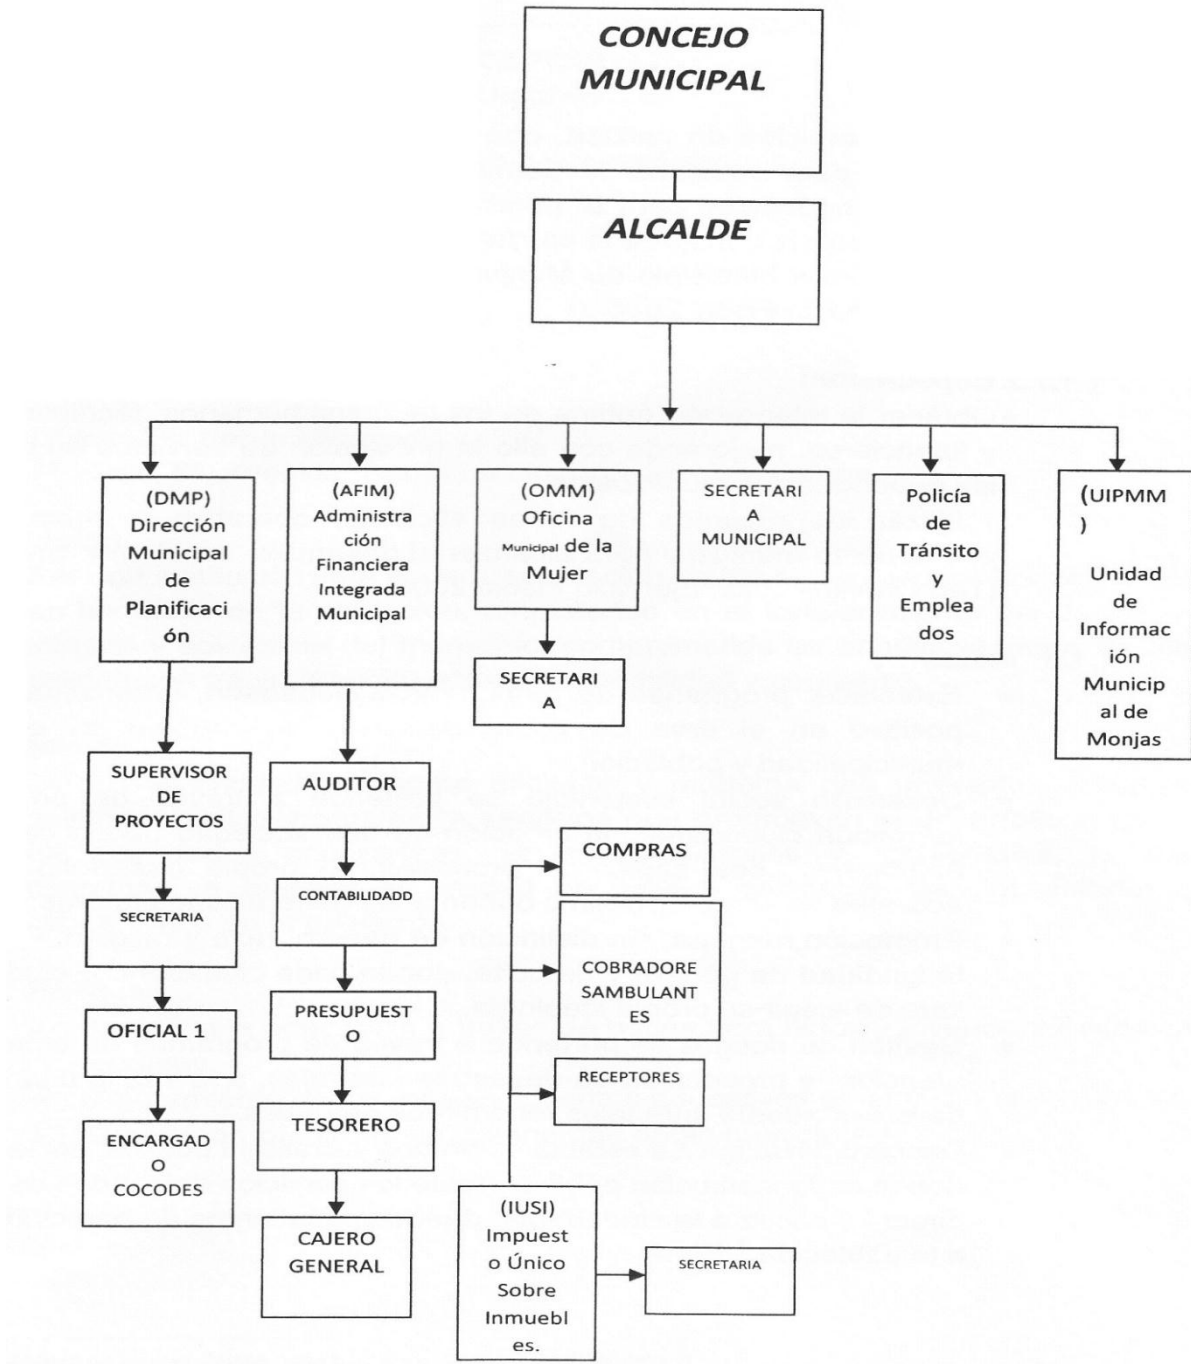 CONCEJO
MUNICIPAL
ALCALDE
(DMP)
Dirección
Municipal
de
Planificaci
ón
(AFIM)
Administra
ción
Financiera
Integrada
Municipal
(OMM)
Oficina
Municipal de la
Mujer
SECRETARI
A
MUNICIPAL
Policía
de
Tránsito
y
Emplea
dos
(UIPMM
)
Unidad
de
Informac
ión
Municip
al de
Monjas
SECRETARI
A
SUPERVISOR
DE
PROYECTOS
SECRETARIA
OFICIAL 1
ENCARGAD
O
COCODES
AUDITOR
CONTABILIDADD
PRESUPUEST
O
TESORERO
CAJERO
GENERAL
COMPRAS
COBRADORE
SAMBULANT
ES
RECEPTORES
(IUSI)
Impuest
o Único
Sobre
Inmuebl
es.
SECRETARIA